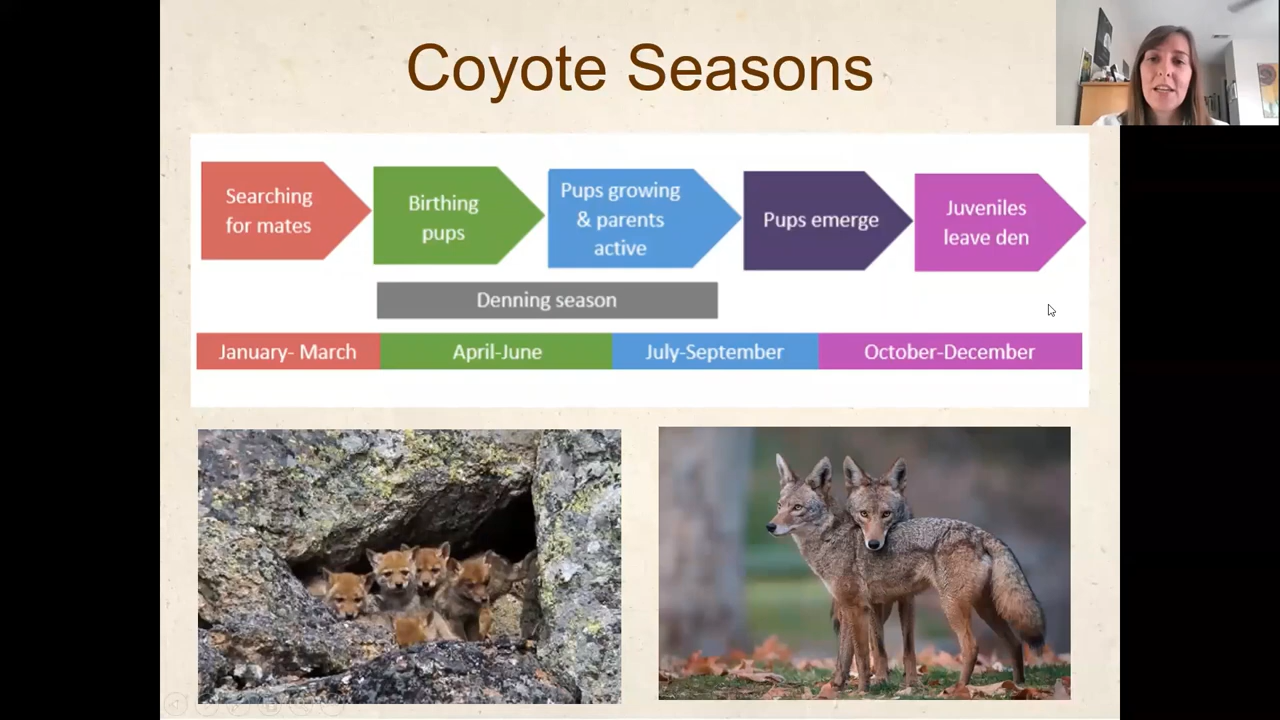 Coyote Seasons
Searching
for mates
Birthing
pups
Pups growing
& parents
active
Pups emerge
Juveniles
leave den
Denning season
January- March
April-June
July-September
October-December